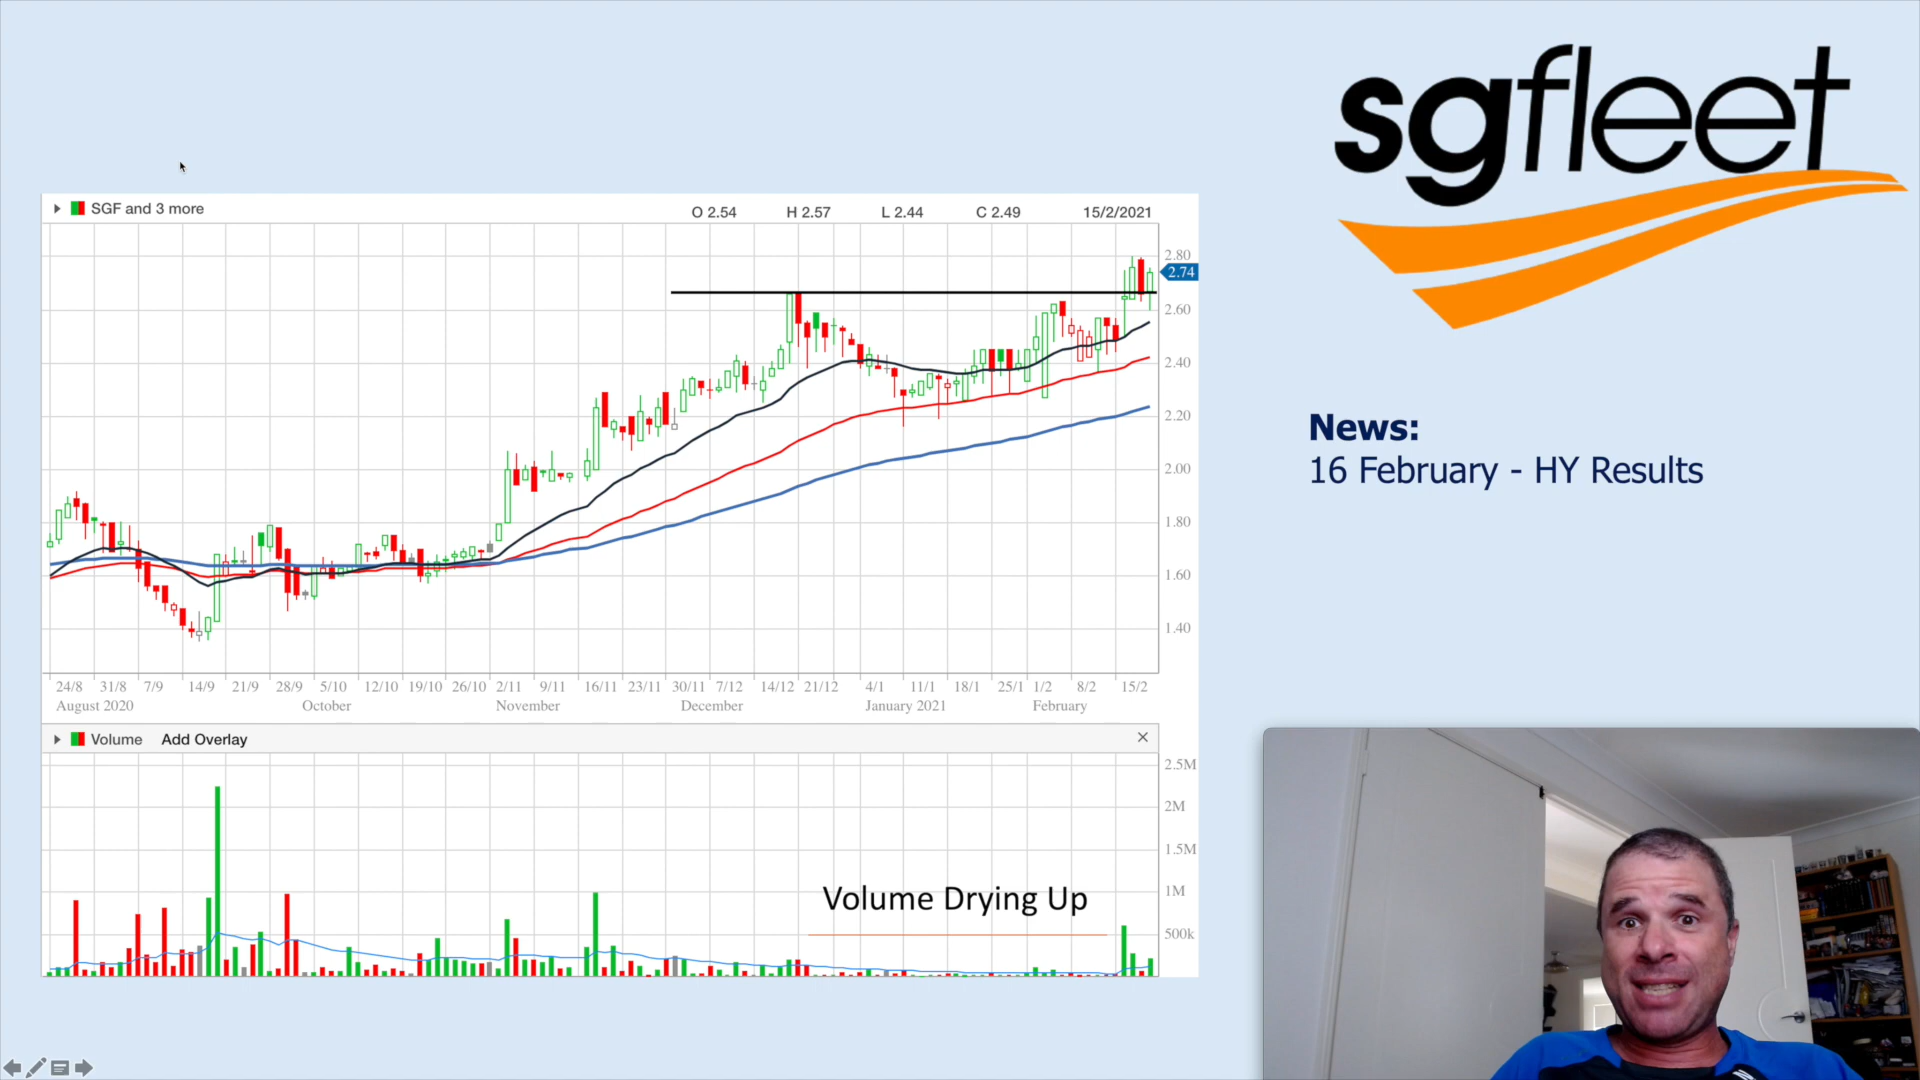 sgfleet
SGF and 3 more
O 2.54 H 2.57 L 2.44 C 2.49 15/2/2021
2.80
2.74
2.60
2.40
2.20
2.00
1.80
1.60
1.40
24/8 31/8 7/9 14/9 21/9 28/9 5/10 12/10 19/10 26/10 2/11 9/11 16/11 23/11 30/11 7/12 14/12 21/12 4/1 11/1 18/1 25/1 1/2 8/2 15/2
August 2020 October November December January 2021 February
Volume Add Overlay
2.5M
2M
1.5M
1M
500k
Volume Drying Up
News:
16 February - HY Results